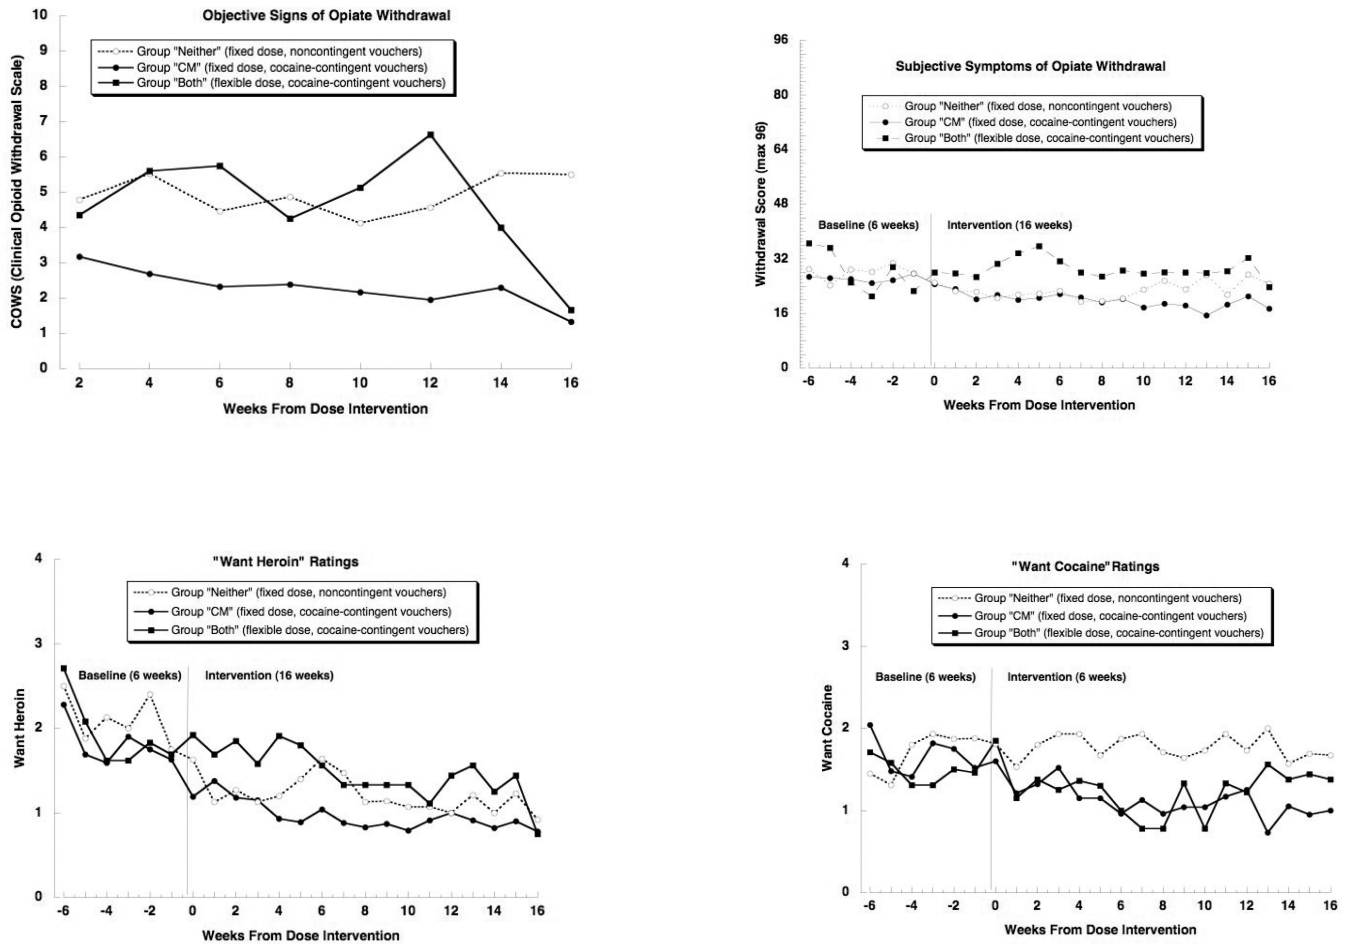 Objective Signs of Opiate Withdrawal
Group "Neither" (fixed dose, noncontingent vouchers)
Group "CM" (fixed dose, cocaine-contingent vouchers)
Group "Both" (flexible dose, cocaine-contingent vouchers)
COWS (Clinical Opioid Withdrawal Scale)
10
9
8
7
6
5
4
3
2
1
0
2 4 6 8 10 12 14 16
Weeks From Dose Intervention
Subjective Symptoms of Opiate Withdrawal
Group "Neither" (fixed dose, noncontingent vouchers)
Group "CM" (fixed dose, cocaine-contingent vouchers)
Group "Both" (flexible dose, cocaine-contingent vouchers)
Withdrawal Score (max 96)
96
80
64
48
32
16
0
Baseline (6 weeks) Intervention (16 weeks)
-6 -4 -2 0 2 4 6 8 10 12 14 16
Weeks From Dose Intervention
"Want Heroin" Ratings
Group "Neither" (fixed dose, noncontingent vouchers)
Group "CM" (fixed dose, cocaine-contingent vouchers)
Group "Both" (flexible dose, cocaine-contingent vouchers)
Want Heroin
4
3
2
1
0
Baseline (6 weeks) Intervention (16 weeks)
-6 -4 -2 0 2 4 6 8 10 12 14 16
Weeks From Dose Intervention
"Want Cocaine"Ratings
Group "Neither" (fixed dose, noncontingent vouchers)
Group "CM" (fixed dose, cocaine-contingent vouchers)
Group "Both" (flexible dose, cocaine-contingent vouchers)
Want Cocaine
4
3
2
1
0
Baseline (6 weeks) Intervention (6 weeks)
-6 -4 -2 0 2 4 6 8 10 12 14 16
Weeks From Dose Intervention